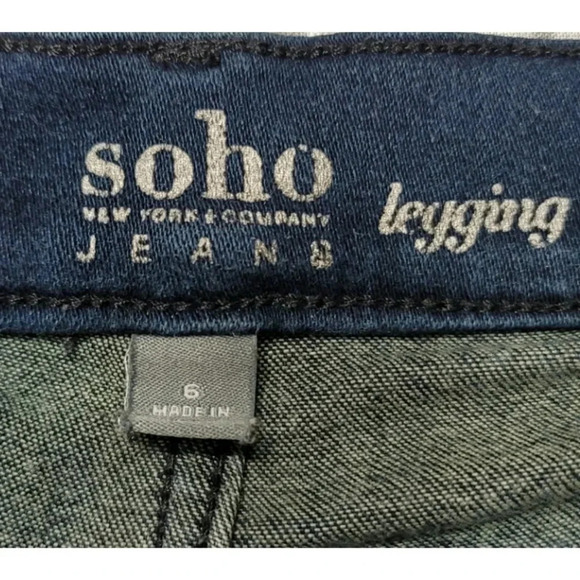 soho
NEW YORK & COMPANY
JEANS
legging
6
MADE IN